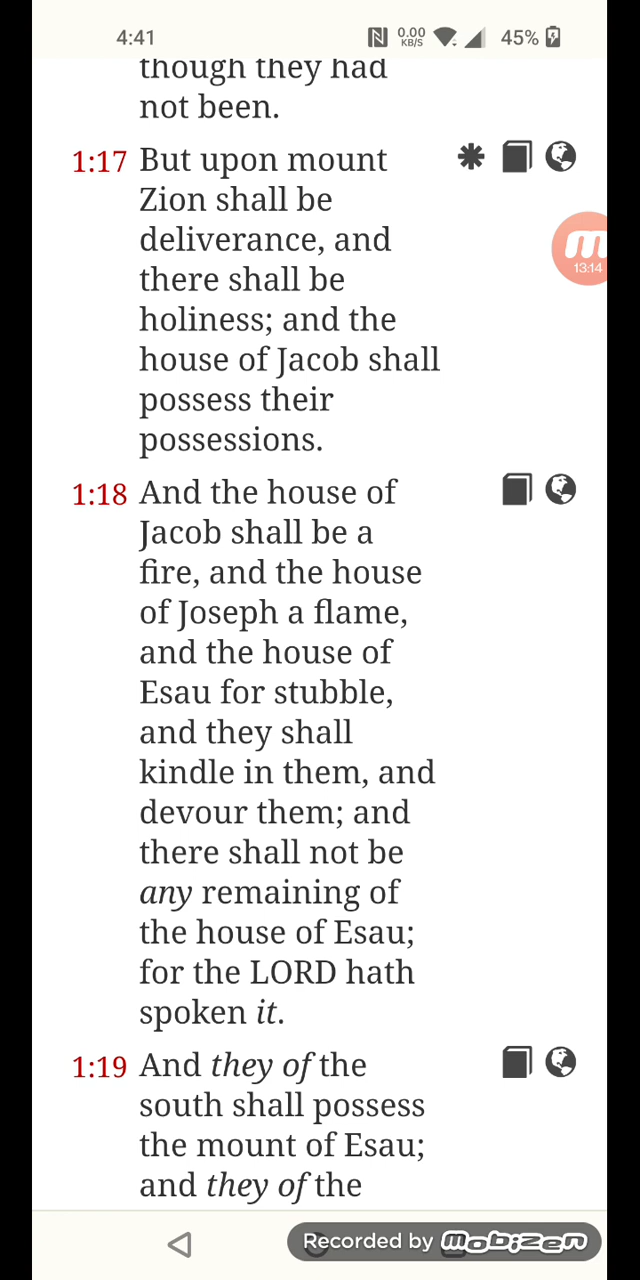 4:41
0.00
KB/S
45%
though they had
not been.
1:17 But upon mount
Zion shall be
deliverance, and
there shall be
holiness; and the
house of Jacob shall
possess their
possessions.
m
13:14
1:18 And the house of
Jacob shall be a
fire, and the house
of Joseph a flame,
and the house of
Esau for stubble,
and they shall
kindle in them, and
devour them; and
there shall not be
any remaining of
the house of Esau;
for the LORD hath
spoken it.
1:19 And they of the
south shall possess
the mount of Esau;
and they of the
Recorded by mobizen